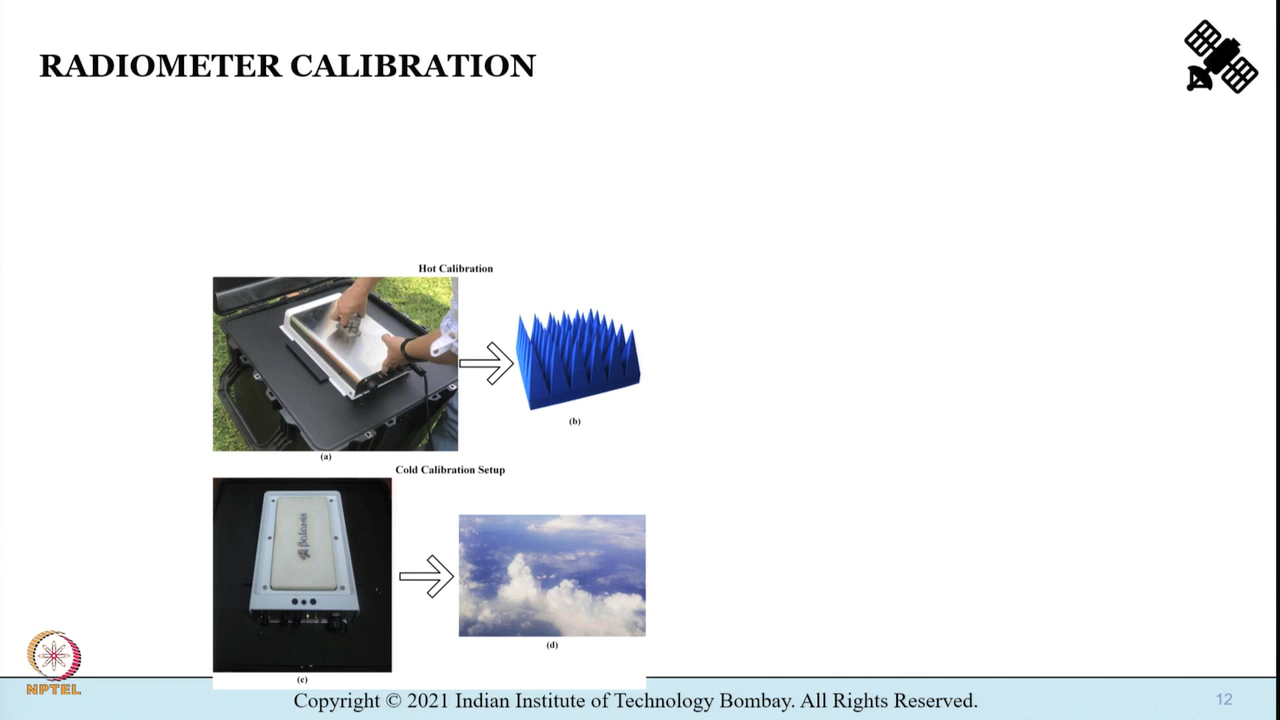 RADIOMETER CALIBRATION
Hot Calibration
(a)
(b)
Cold Calibration Setup
(c)
(d)
NPTEL
Copyright © 2021 Indian Institute of Technology Bombay. All Rights Reserved.
12